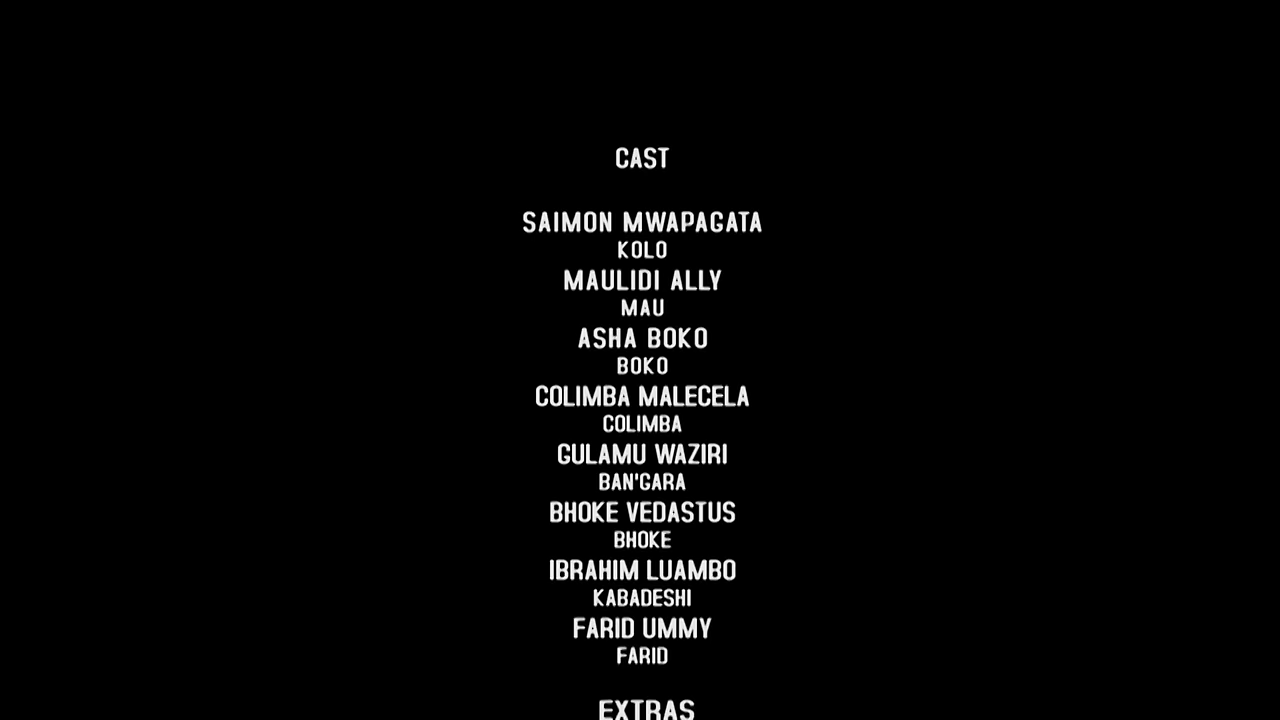 CAST
SAIMON MWAPAGATA
KOLO
MAULIDI ALLY
MAU
ASHA BOKO
BOKO
COLIMBA MALECELA
COLIMBA
GULAMU WAZIRI
BAN'GARA
BHOKE VEDASTUS
BHOKE
IBRAHIM LUAMBO
KABADESHI
FARID UMMY
FARID
EXTRAS